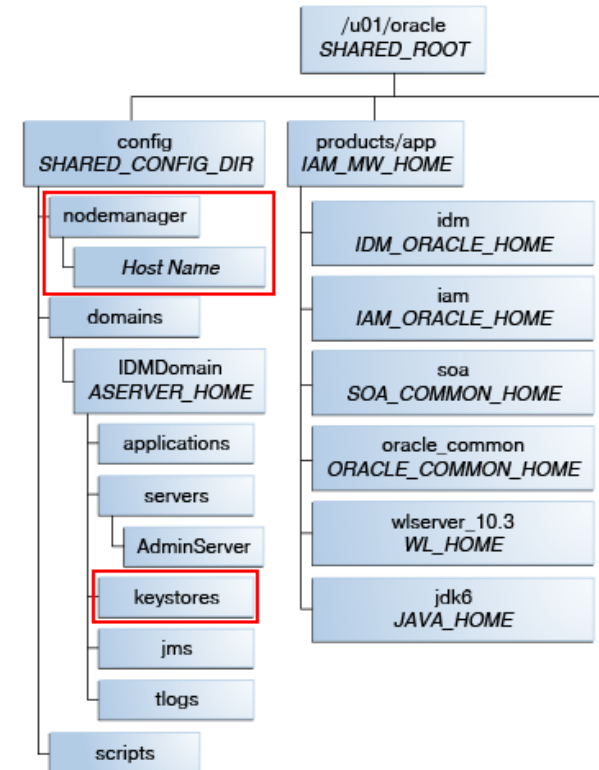 /u01/oracle
SHARED_ROOT
config
SHARED_CONFIG_DIR
nodemanager
Host Name
domains
IDMDomain
ASERVER_HOME
applications
servers
AdminServer
keystores
jms
tlogs
scripts
products/app
IAM_MW_HOME
idm
IDM_ORACLE_HOME
iam
IAM_ORACLE_HOME
soa
SOA_COMMON_HOME
oracle_common
ORACLE_COMMON_HOME
wlserver_10.3
WL_HOME
jdk6
JAVA_HOME